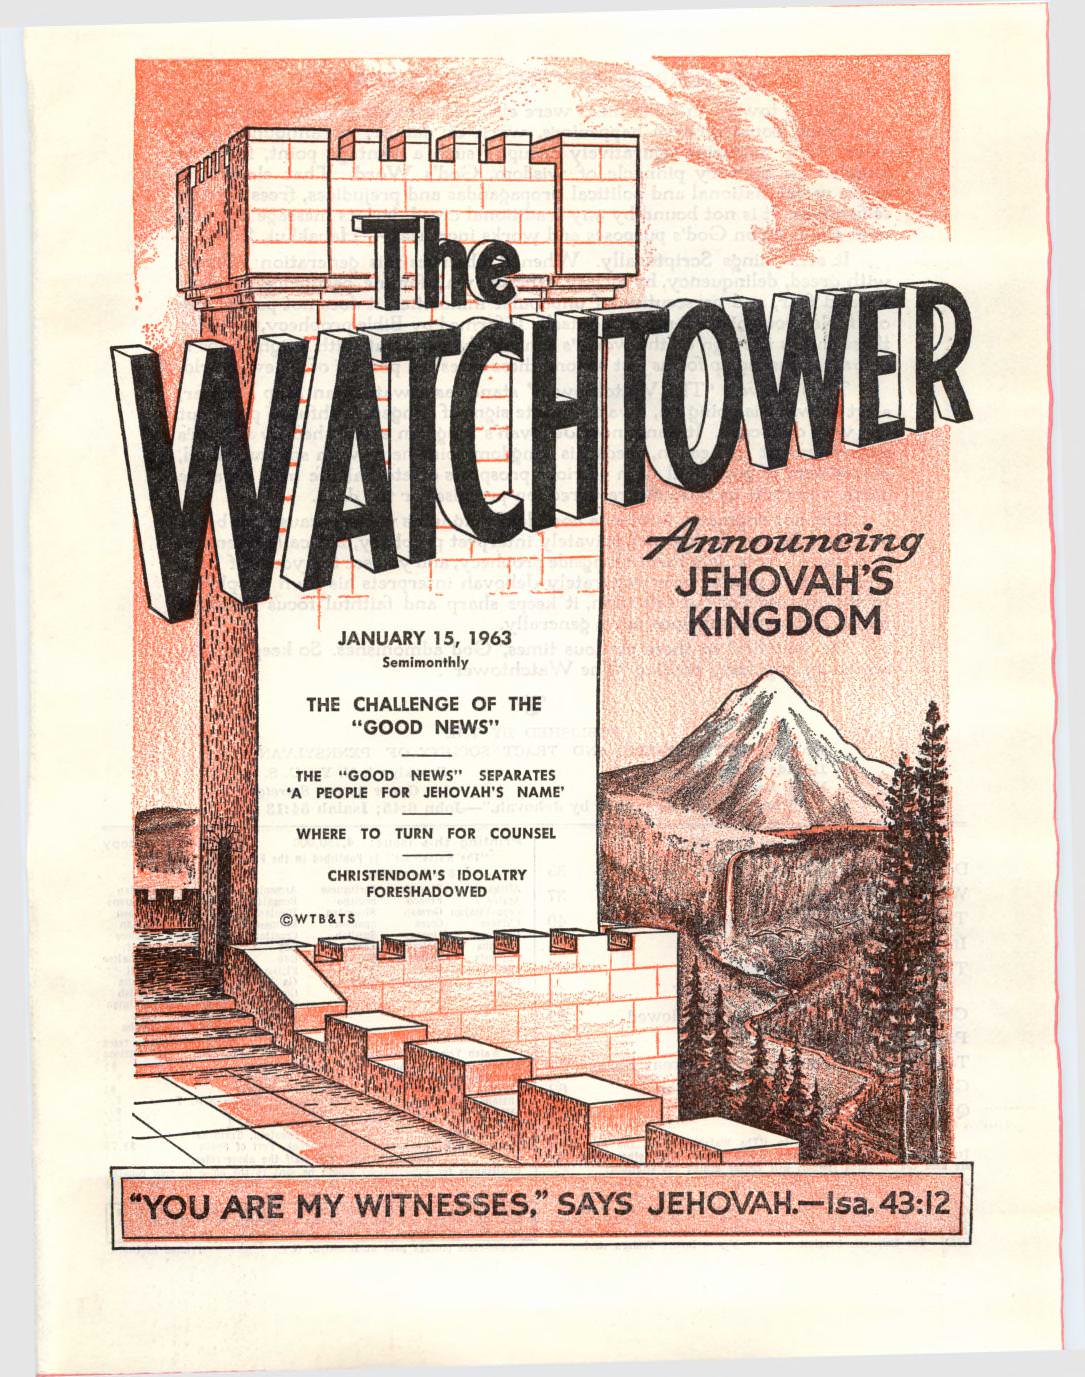 The
WATCHTOWER
Announcing
JEHOVAH'S
KINGDOM
JANUARY 15, 1963
Semimonthly
THE CHALLENGE OF THE
“GOOD NEWS”
THE “GOOD NEWS” SEPARATES
‘A PEOPLE FOR JEHOVAH'S NAME’
WHERE TO TURN FOR COUNSEL
CHRISTENDOM'S IDOLATRY
FORESHADOWED
©WTB&TS
“YOU ARE MY WITNESSES,” SAYS JEHOVAH.—Isa. 43:12